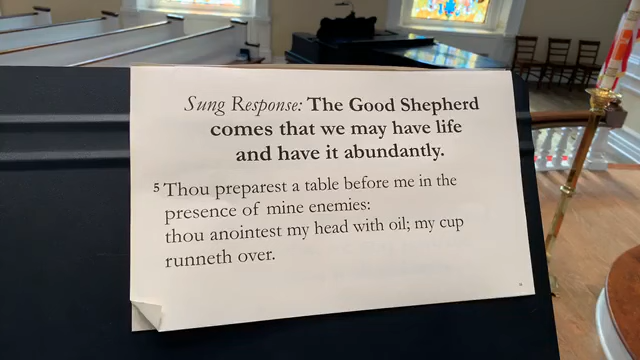 Sung Response: The Good Shepherd
comes that we may have life
and have it abundantly.
5 Thou preparest a table before me in the
presence of mine enemies:
thou anointest my head with oil; my cup
runneth over.